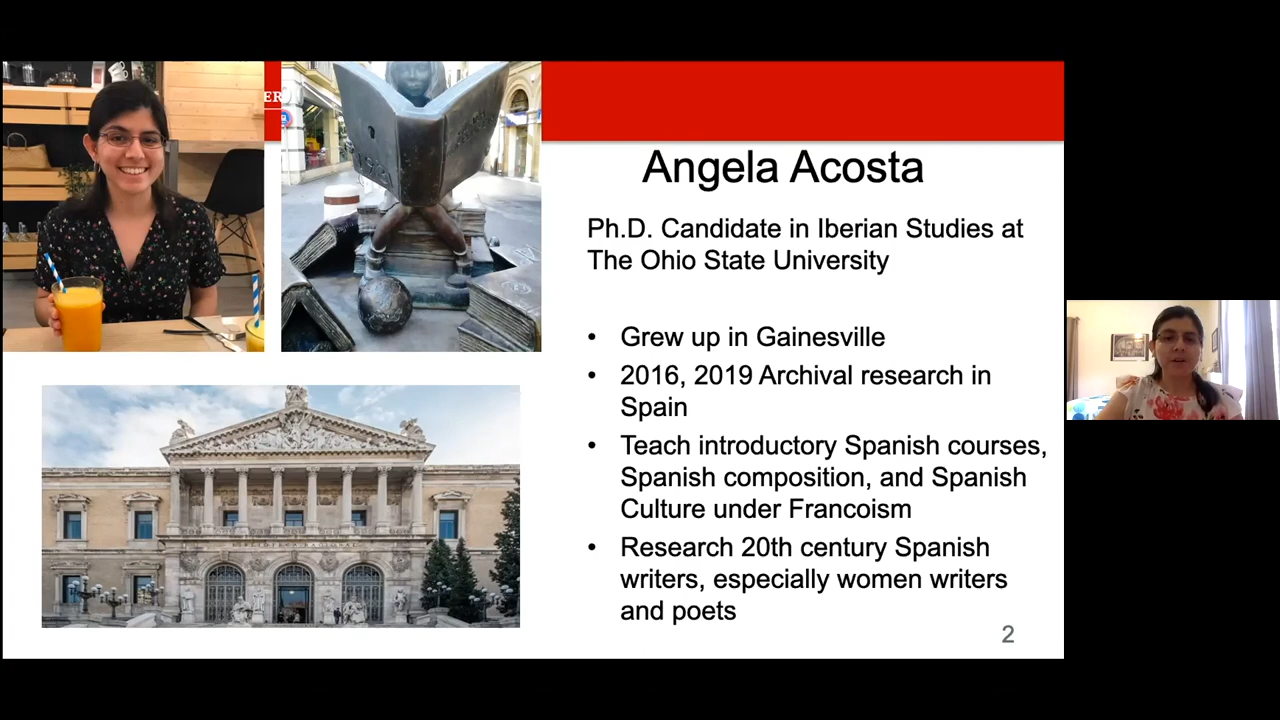 ER
Angela Acosta
Ph.D. Candidate in Iberian Studies at
The Ohio State University
• Grew up in Gainesville
• 2016, 2019 Archival research in
Spain
• Teach introductory Spanish courses,
Spanish composition, and Spanish
Culture under Francoism
• Research 20th century Spanish
writers, especially women writers
and poets
2